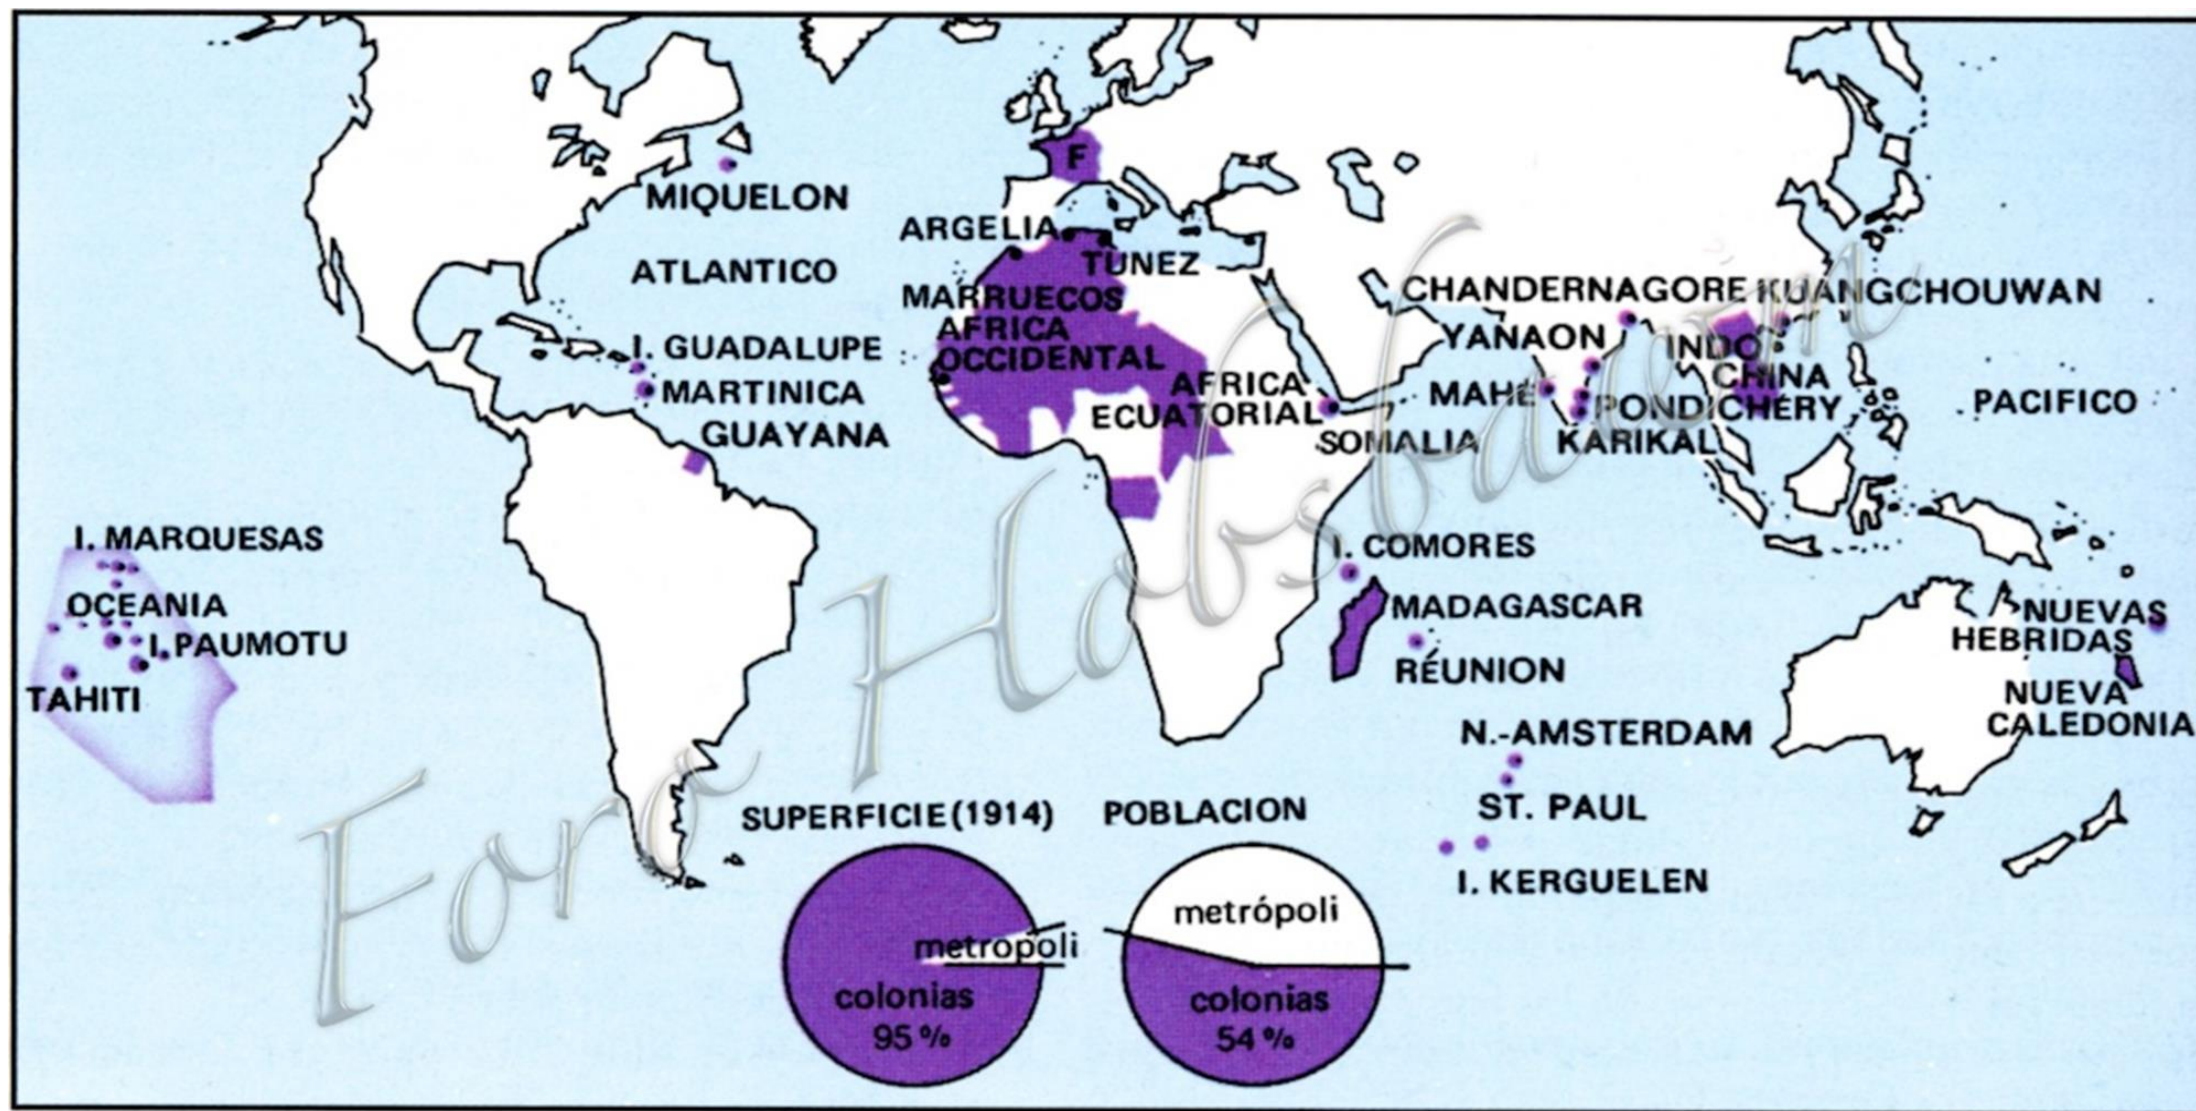 F
MIQUELON
ARGELIA
TUNEZ
ATLANTICO
MARRUECOS
AFRICA
OCCIDENTAL
CHANDERNAGORE
KUANGCHOUWAN
YANAON
INDO
CHINA
I. GUADALUPE
MARTINICA
GUAYANA
AFRICA
ECUATORIAL
SOMALIA
MAHE
PONDICHERY
KARIKAL
PACIFICO
I. MARQUESAS
OCEANIA
I. PAUMOTU
TAHITI
I. COMORES
MADAGASCAR
RÉUNION
NUEVAS
HEBRIDAS
NUEVA
CALEDONIA
N.-AMSTERDAM
ST. PAUL
I. KERGUELEN
SUPERFICIE (1914)
metropoli
colonias
95 %
POBLACION
metrópoli
colonias
54 %
Foro Habsbaiern